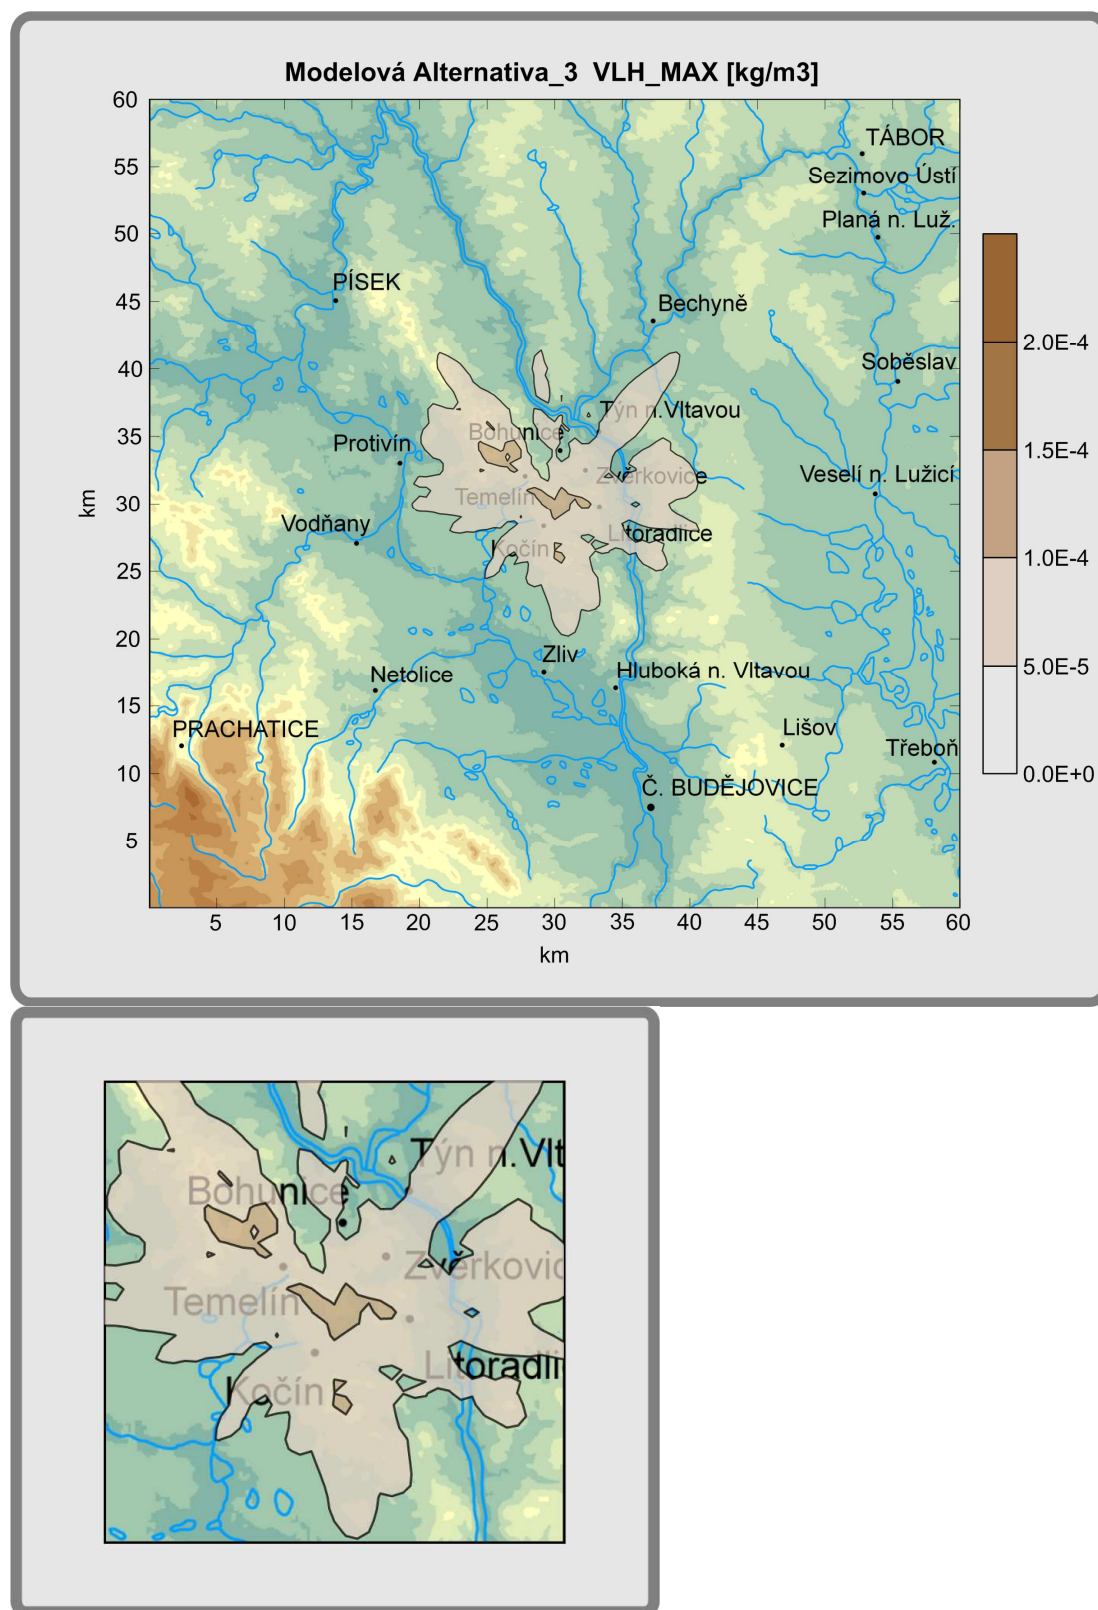 Modelová Alternativa_3 VLH_MAX [kg/m3]
60
55
50
45
40
35
30
25
20
15
10
5
km
5
10
15
20
25
30
35
40
45
50
55
60
km
TÁBOR
Sezimovo Ústí
Planá n. Luž.
PÍSEK
Bechyně
Soběslav
Týn n.Vltavou
Bohunice
Protivín
Zvěrkovice
Veselí n. Lužicí
Temelín
Vodňany
Litoradlice
Kočín
Zliv
Netolice
Hluboká n. Vltavou
PRACHATICE
Lišov
Třeboň
Č. BUDĚJOVICE
2.0E-4
1.5E-4
1.0E-4
5.0E-5
0.0E+0
Týn n.Vlt
Bohunice
Zvěrkovic
Temelín
Litoradli
Kočín